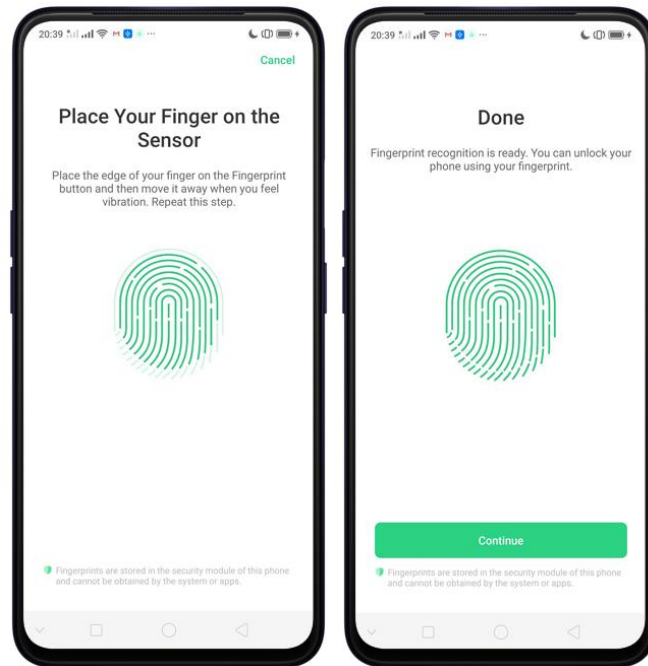 20:39
Cancel
Place Your Finger on the
Sensor
Place the edge of your finger on the Fingerprint
button and then move it away when you feel
vibration. Repeat this step.
Fingerprints are stored in the security module of this phone
and cannot be obtained by the system or apps.
20:39
Done
Fingerprint recognition is ready. You can unlock your
phone using your fingerprint.
Continue
Fingerprints are stored in the security module of this phone
and cannot be obtained by the system or apps.